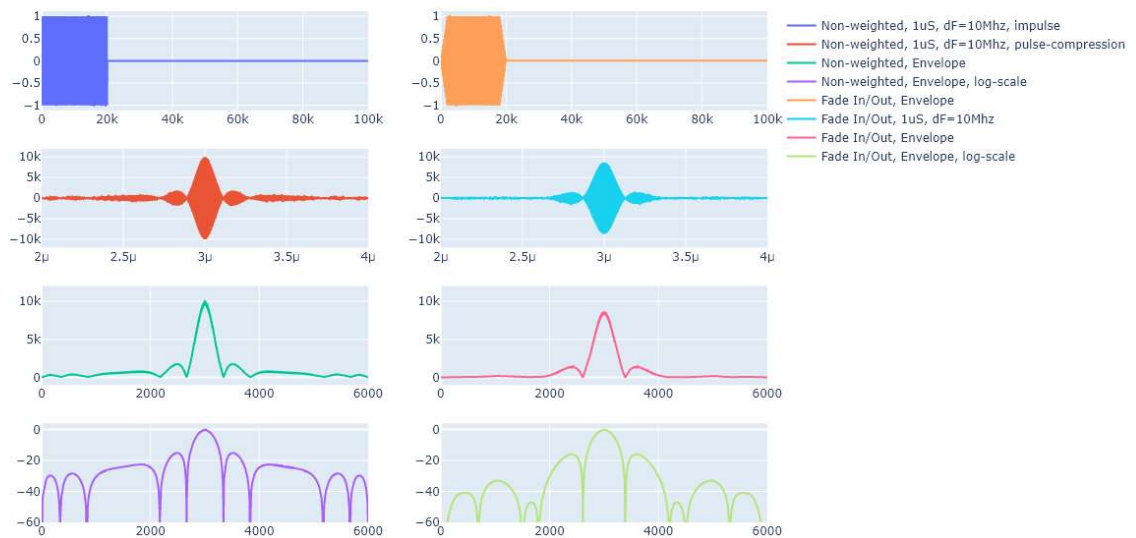 1
0.5
0
−0.5
−1
0 20k 40k 60k 80k 100k
1
0.5
0.0
−0.5
−1
0 20k 40k 60k 80k 100k
Non-weighted, 1uS, dF=10Mhz, impulse
Non-weighted, 1uS, dF=10Mhz, pulse-compression
Non-weighted, Envelope
Non-weighted, Envelope, log-scale
Fade In/Out, Envelope
Fade In/Out, 1uS, dF=10Mhz
Fade In/Out, Envelope
Fade In/Out, Envelope, log-scale
10k
5k
0
−5k
−10k
2μ 2.5μ 3μ 3.5μ 4μ
10k
5k
0
−5k
−10k
2μ 2.5μ 3μ 3.5μ 4μ
10k
5k
0
0 2000 4000 6000
10k
5k
0
0 2000 4000 6000
0
−20
−40
−60
0 2000 4000 6000
0
−20
−40
−60
0 2000 4000 6000